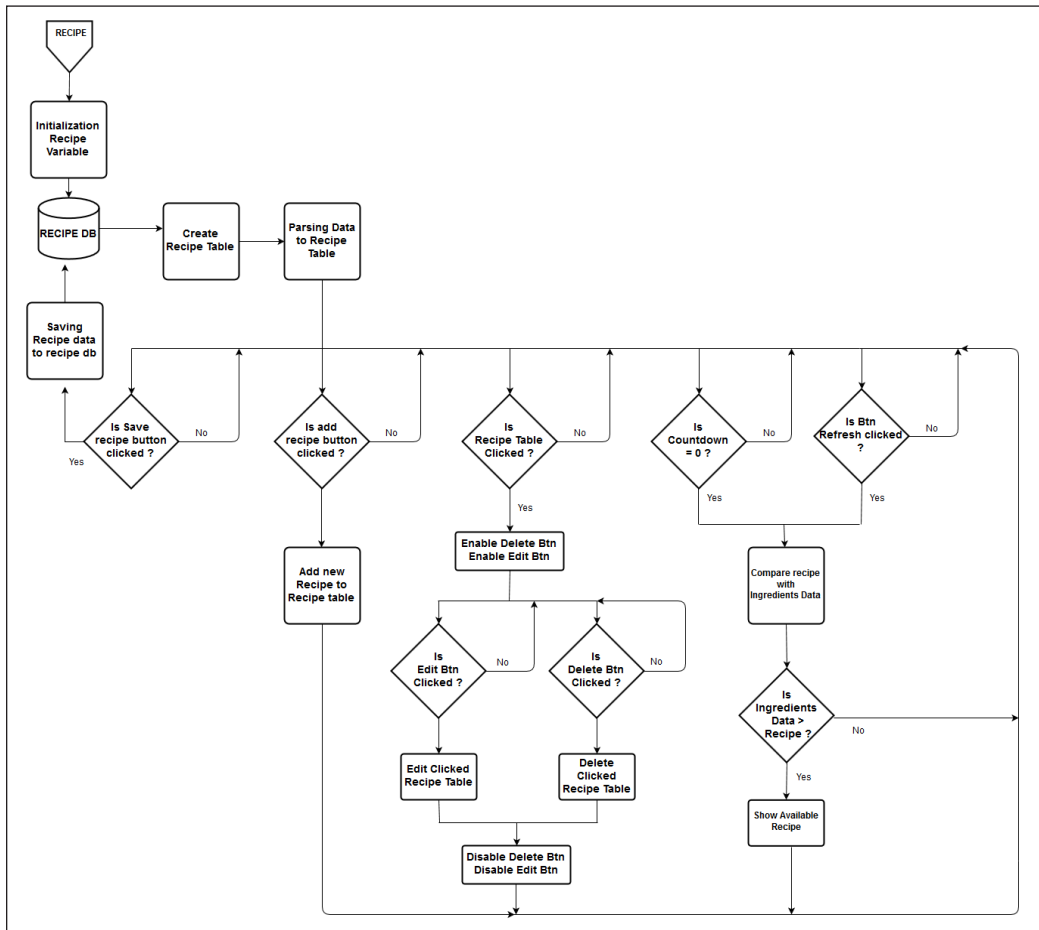 RECIPE
Initialization
Recipe
Variable
RECIPE DB
Create
Recipe Table
Parsing Data
to Recipe
Table
Saving
Recipe data
to recipe db
Is Save
recipe button
clicked ?
No
Yes
Is add
recipe button
clicked ?
No
Is
Recipe Table
Clicked ?
No
Yes
Is
Countdown
= 0 ?
No
Yes
Is Btn
Refresh clicked
?
No
Yes
Enable Delete Btn
Enable Edit Btn
Add new
Recipe to
Recipe table
Compare recipe
with
Ingredients Data
Is
Edit Btn
Clicked ?
No
Is
Delete Btn
Clicked ?
No
Is
Ingredients
Data >
Recipe ?
No
Yes
Edit Clicked
Recipe Table
Delete
Clicked
Recipe Table
Show Available
Recipe
Disable Delete Btn
Disable Edit Btn